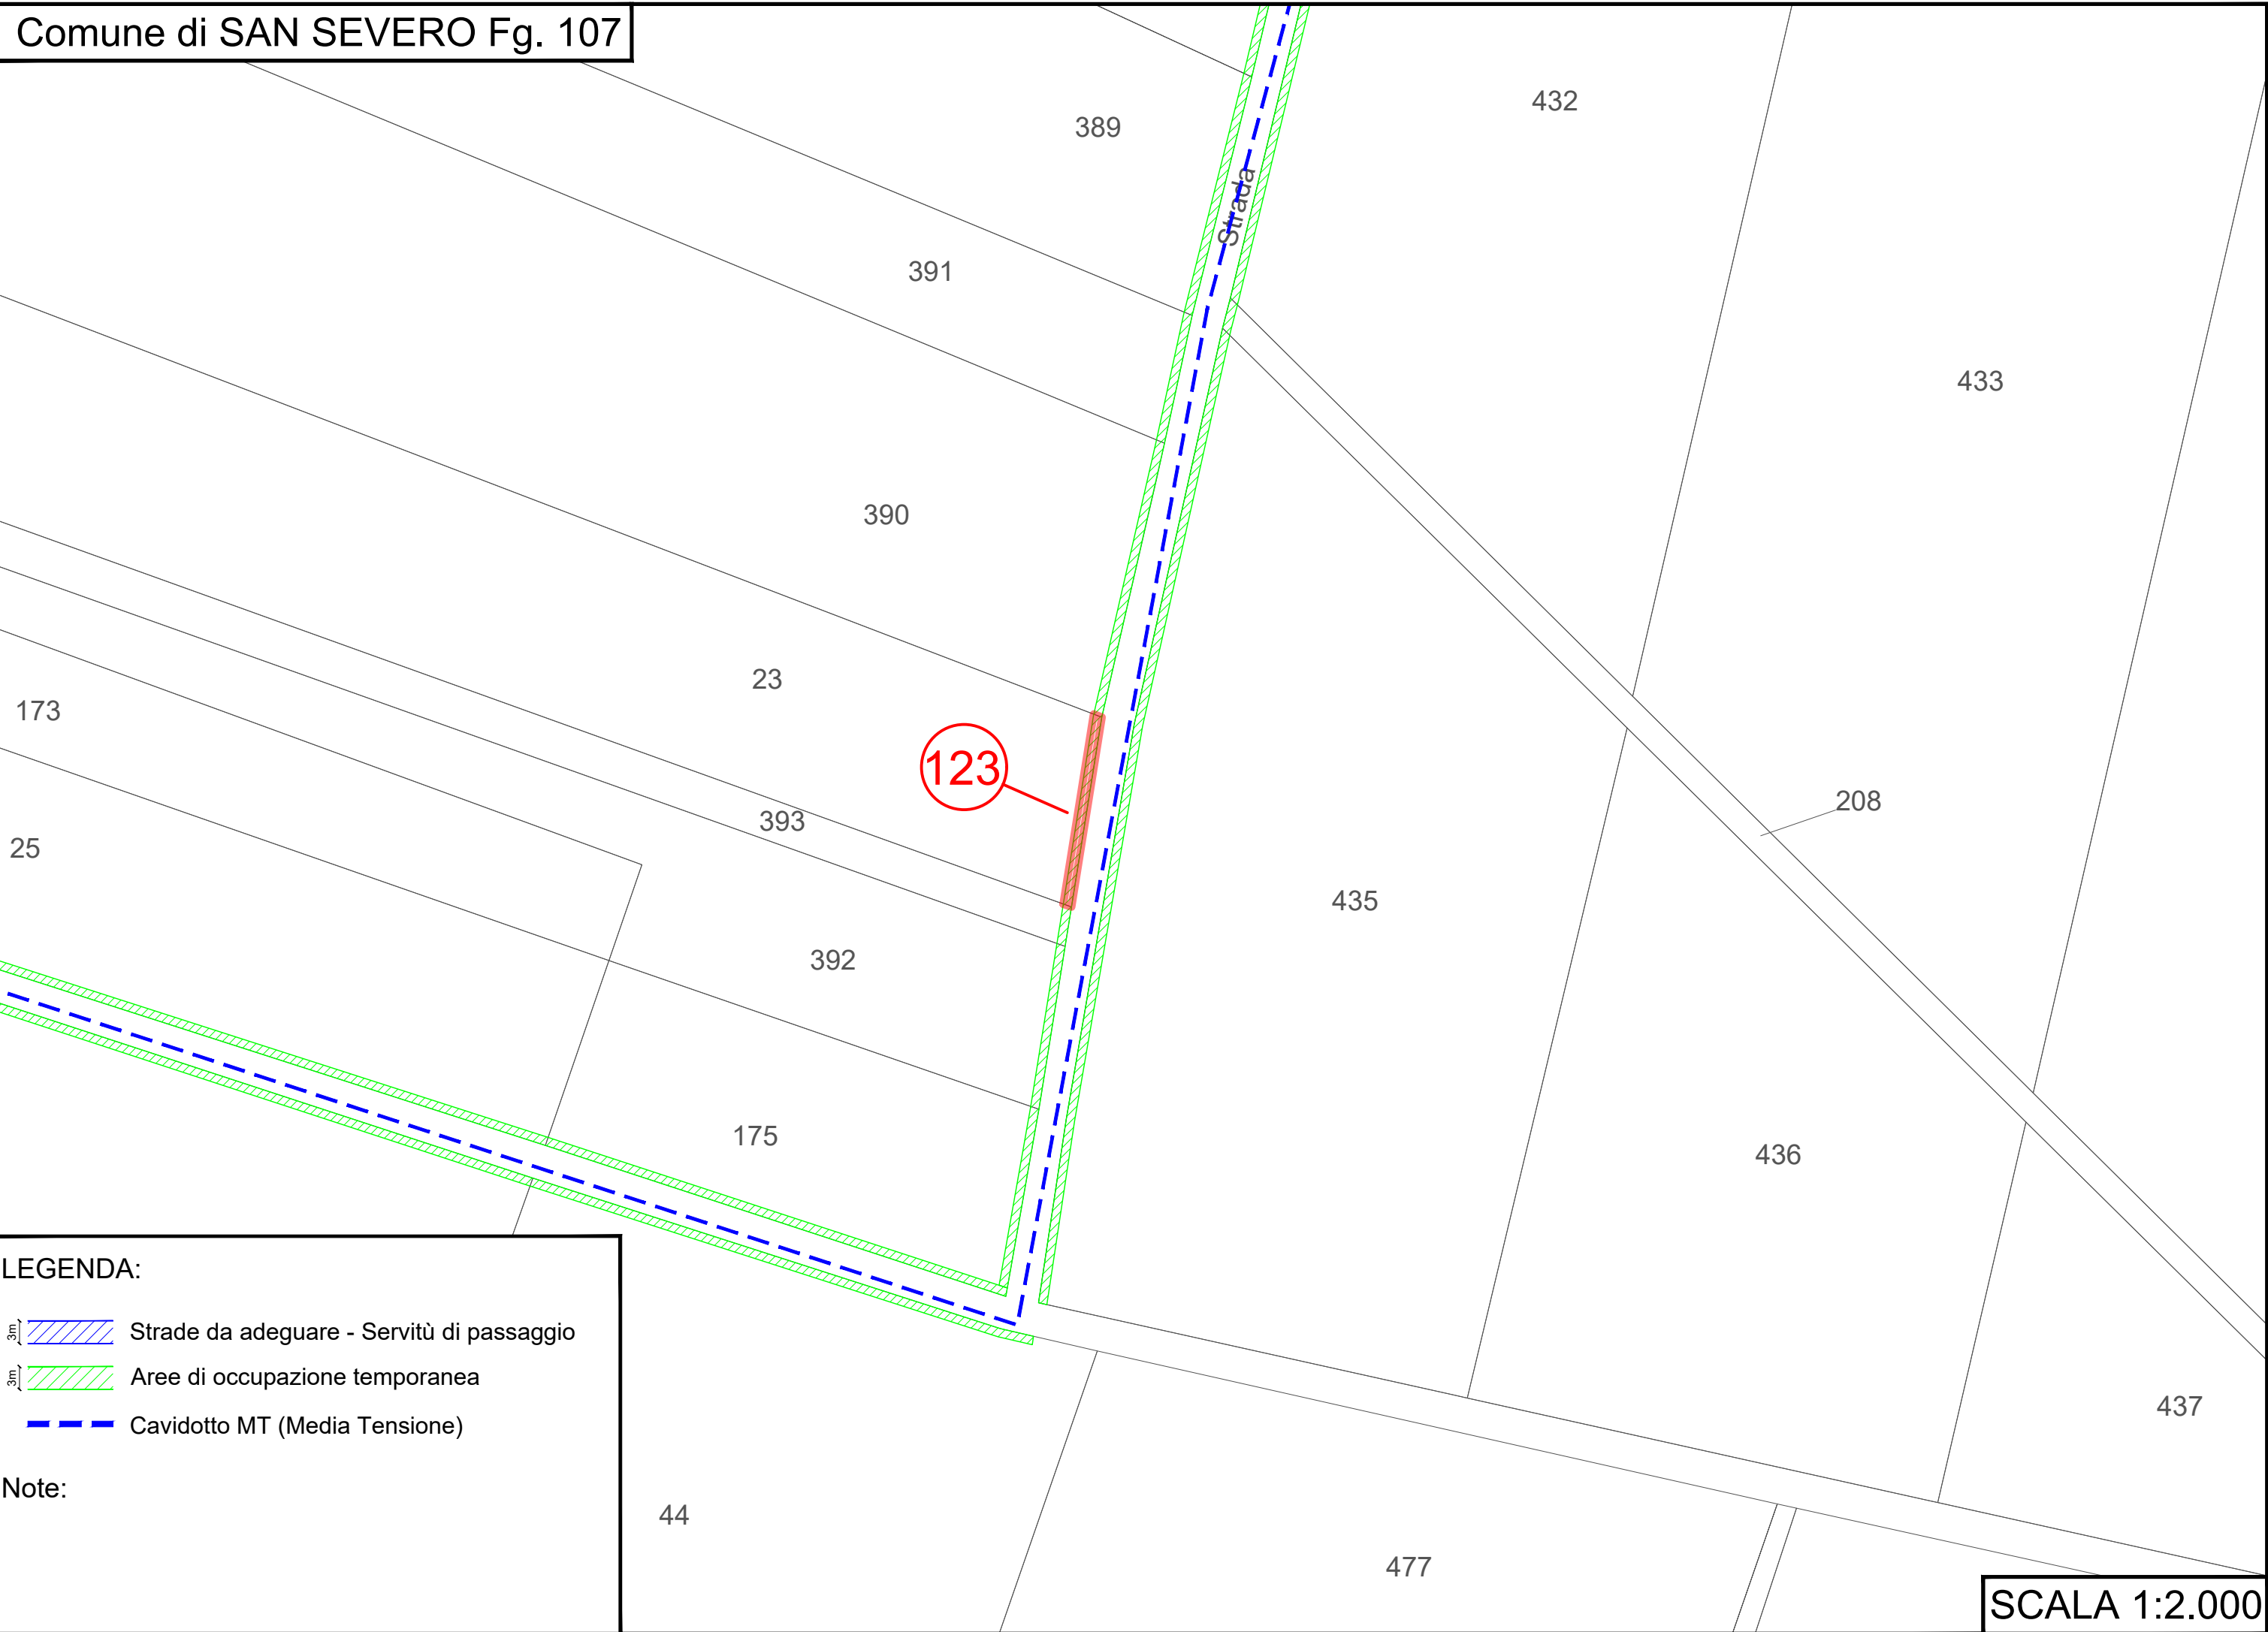 Comune di SAN SEVERO Fg. 107
432
389
Strada
391
433
390
23
173
123
208
393
25
435
392
175
436
437
44
477
LEGENDA:
3m Strade da adeguare - Servitù di passaggio
3m Aree di occupazione temporanea
Cavidotto MT (Media Tensione)
Note:
SCALA 1:2.000